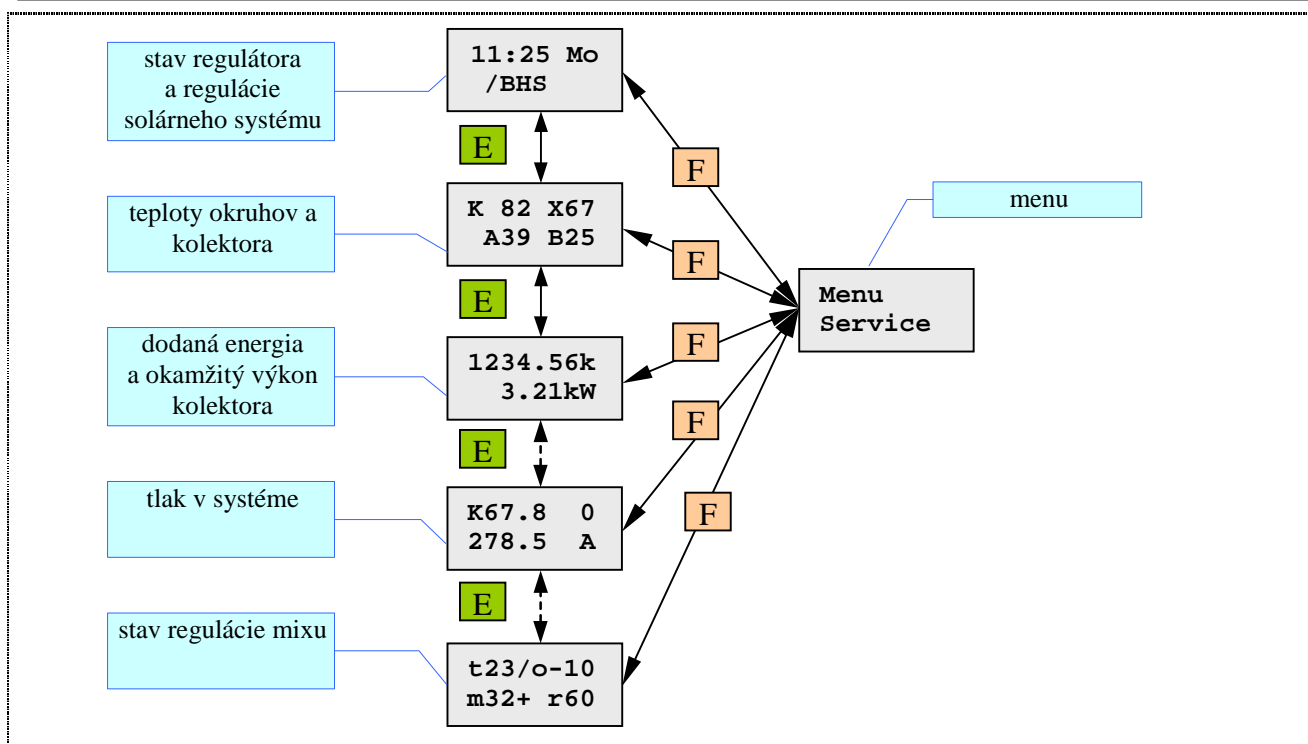 stav regulátora
a regulácie
solárneho systému
11:25 Mo
/BHS
E
F
teploty okruhov a
kolektora
K 82 X67
A39 B25
F
menu
E
Menu
Service
dodaná energia
a okamžitý výkon
kolektora
1234.56k
3.21kW
F
E
F
tlak v systéme
K67.8 0
278.5 A
F
E
stav regulácie mixu
t23/o-10
m32+ r60